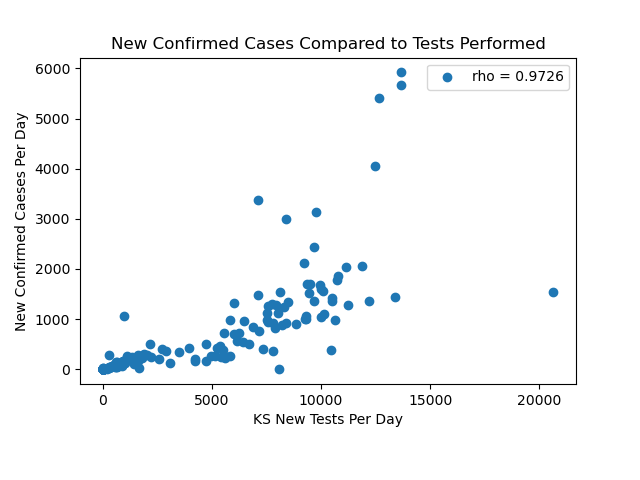 New Confirmed Cases Compared to Tests Performed
rho = 0.9726
6000
5000
4000
3000
2000
1000
0
New Confirmed Caeses Per Day
0 5000 10000 15000 20000
KS New Tests Per Day